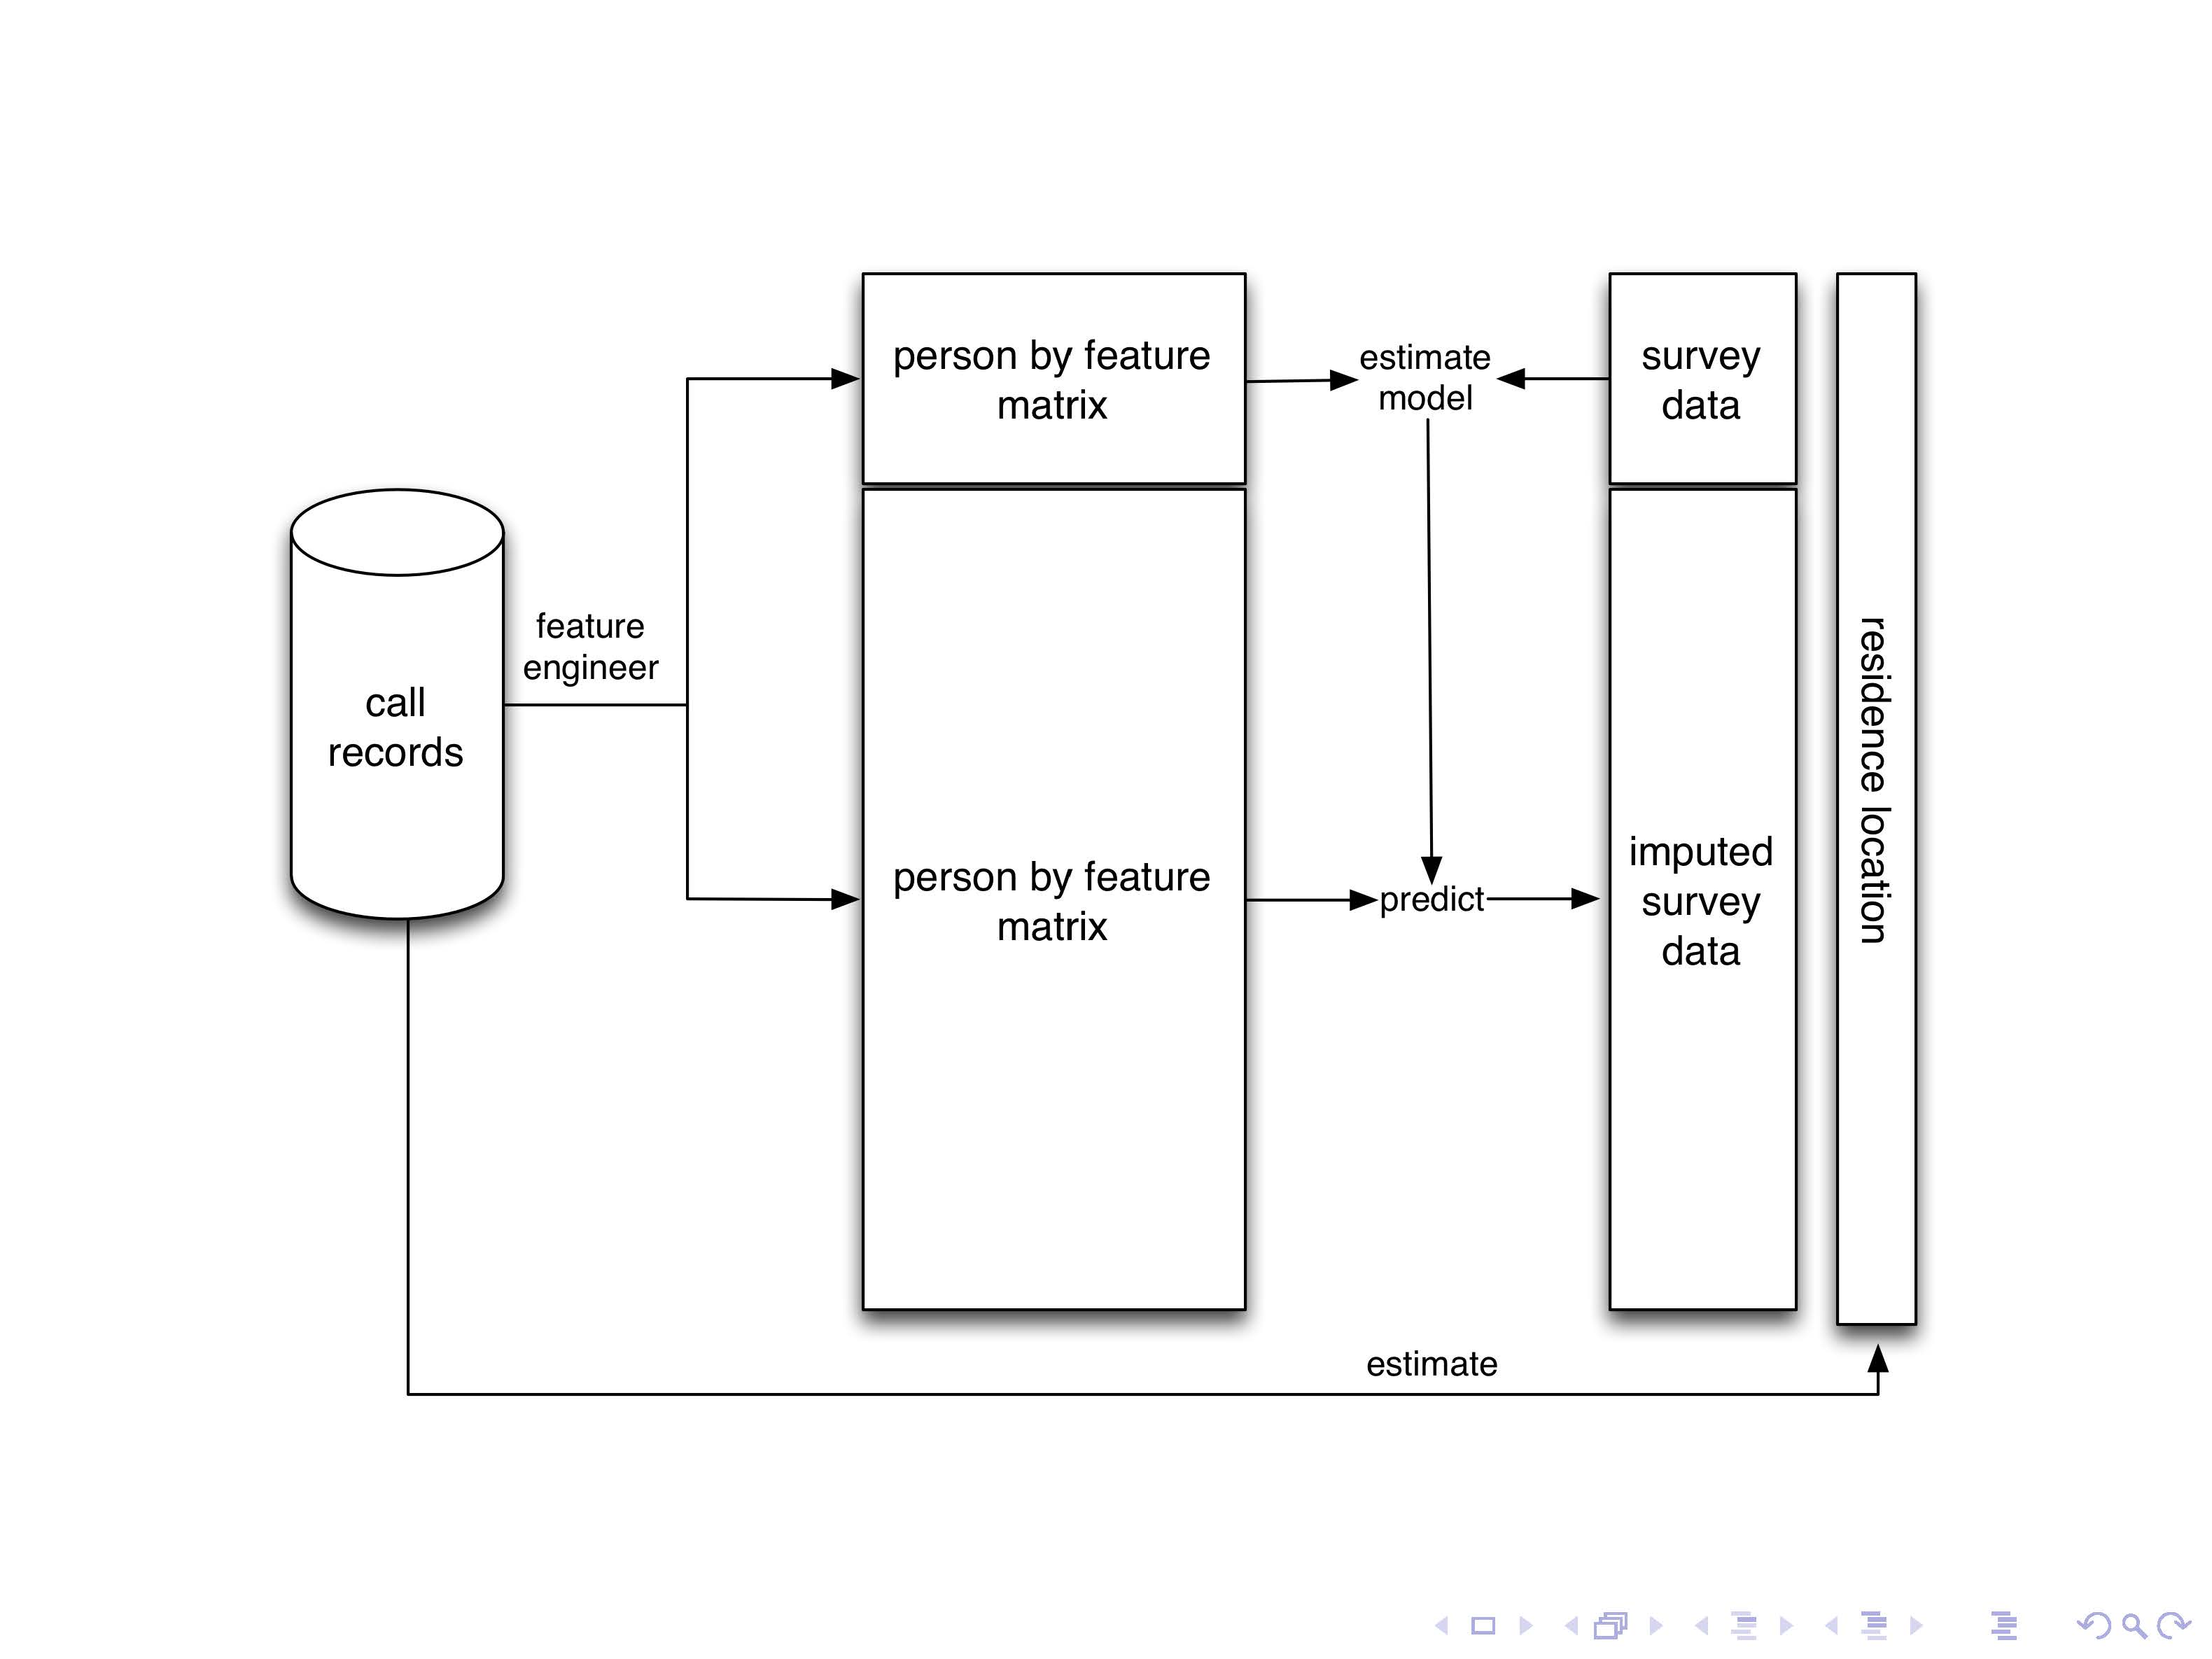 call
records
feature
engineer
person by feature
matrix
person by feature
matrix
estimate
model
predict
survey
data
imputed
survey
data
residence location
estimate